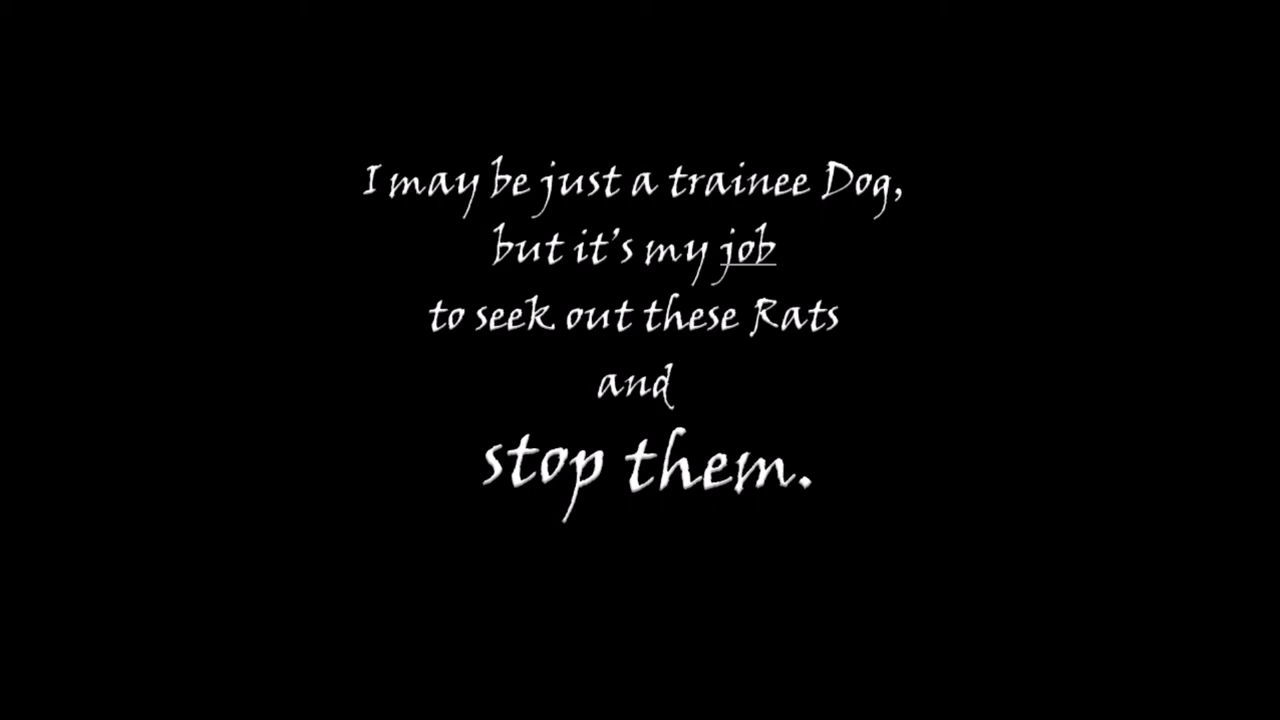 I may be just a trainee Dog,
but it's my job
to seek out these Rats
and
stop them.